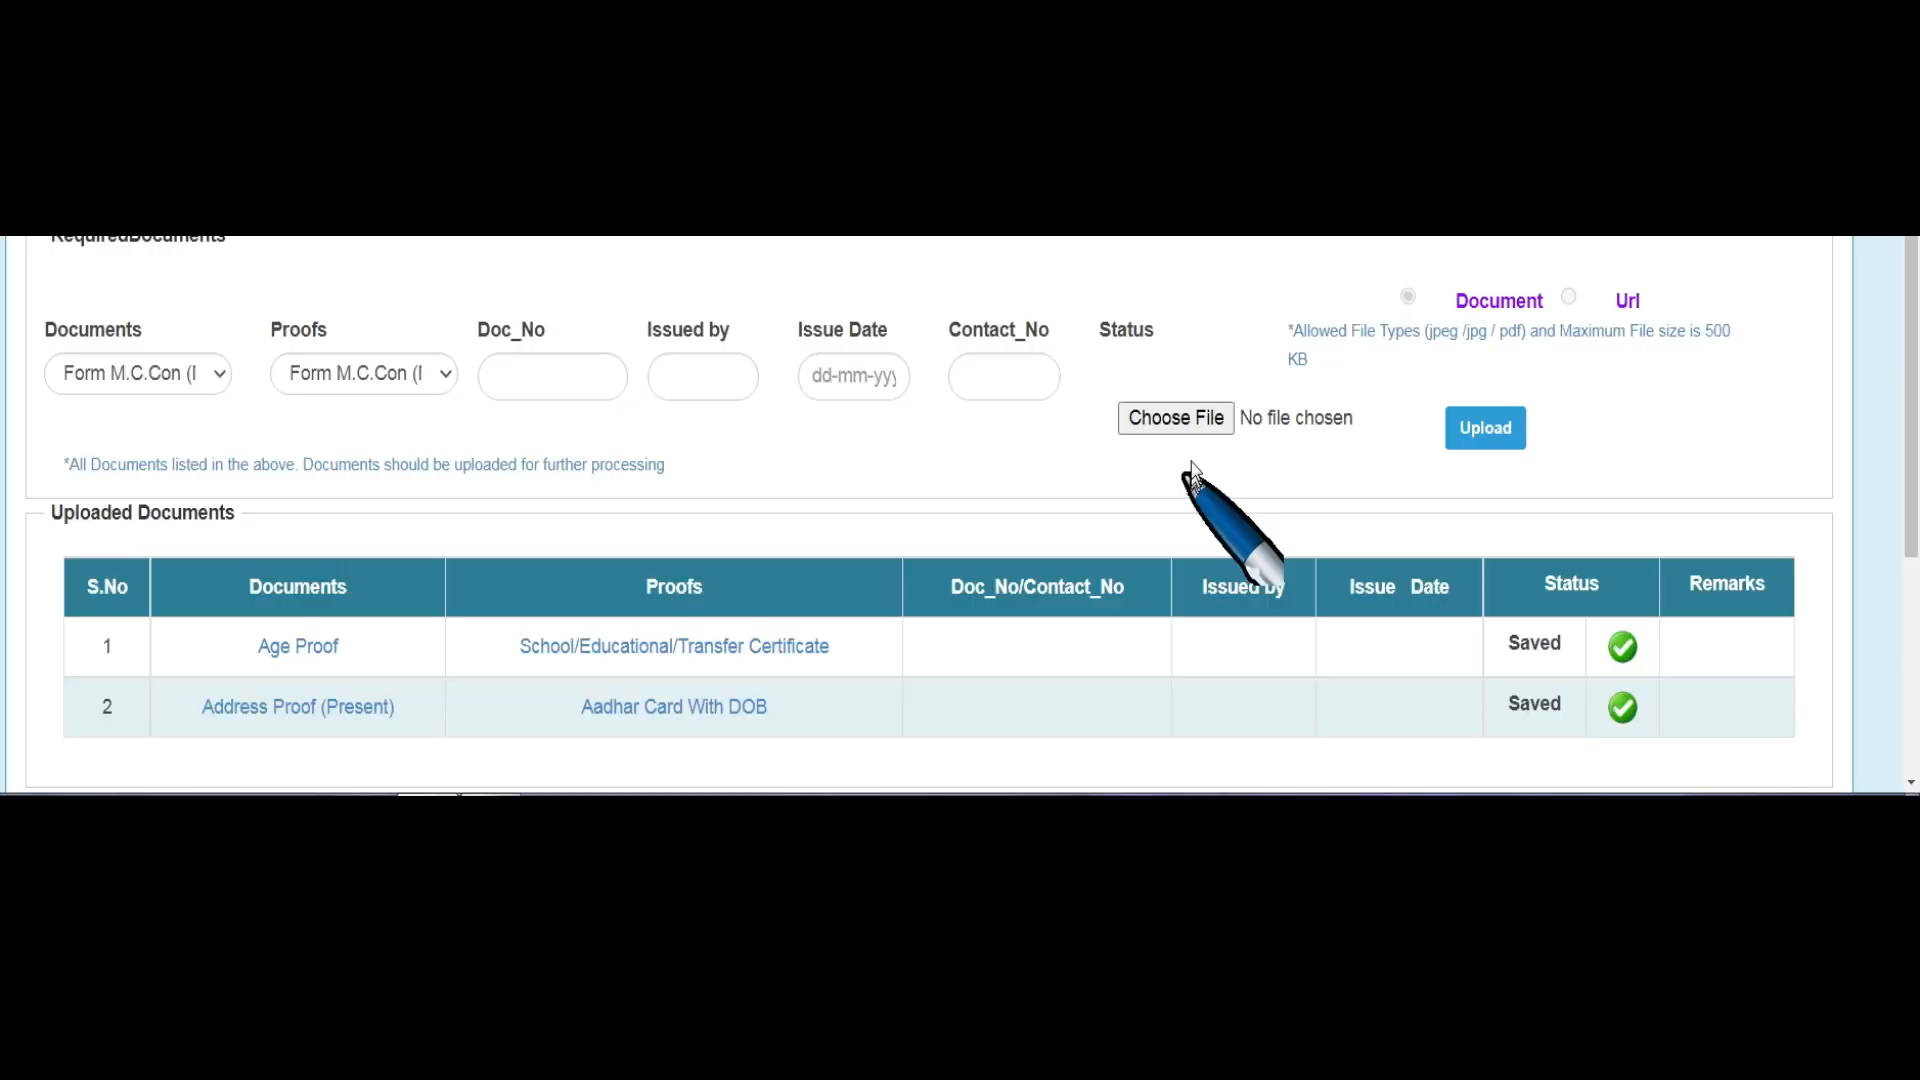 RequiredDocuments
Document Url
Documents Proofs Doc_No Issued by Issue Date Contact_No Status
*Allowed File Types (jpeg /jpg / pdf) and Maximum File size is 500
KB
Form M.C.Con (I Form M.C.Con (I dd-mm-yyy
Choose File No file chosen Upload
*All Documents listed in the above. Documents should be uploaded for further processing
Uploaded Documents
S.No Documents Proofs Doc_No/Contact_No Issued by Issue Date Status Remarks
1 Age Proof School/Educational/Transfer Certificate Saved
2 Address Proof (Present) Aadhar Card With DOB Saved